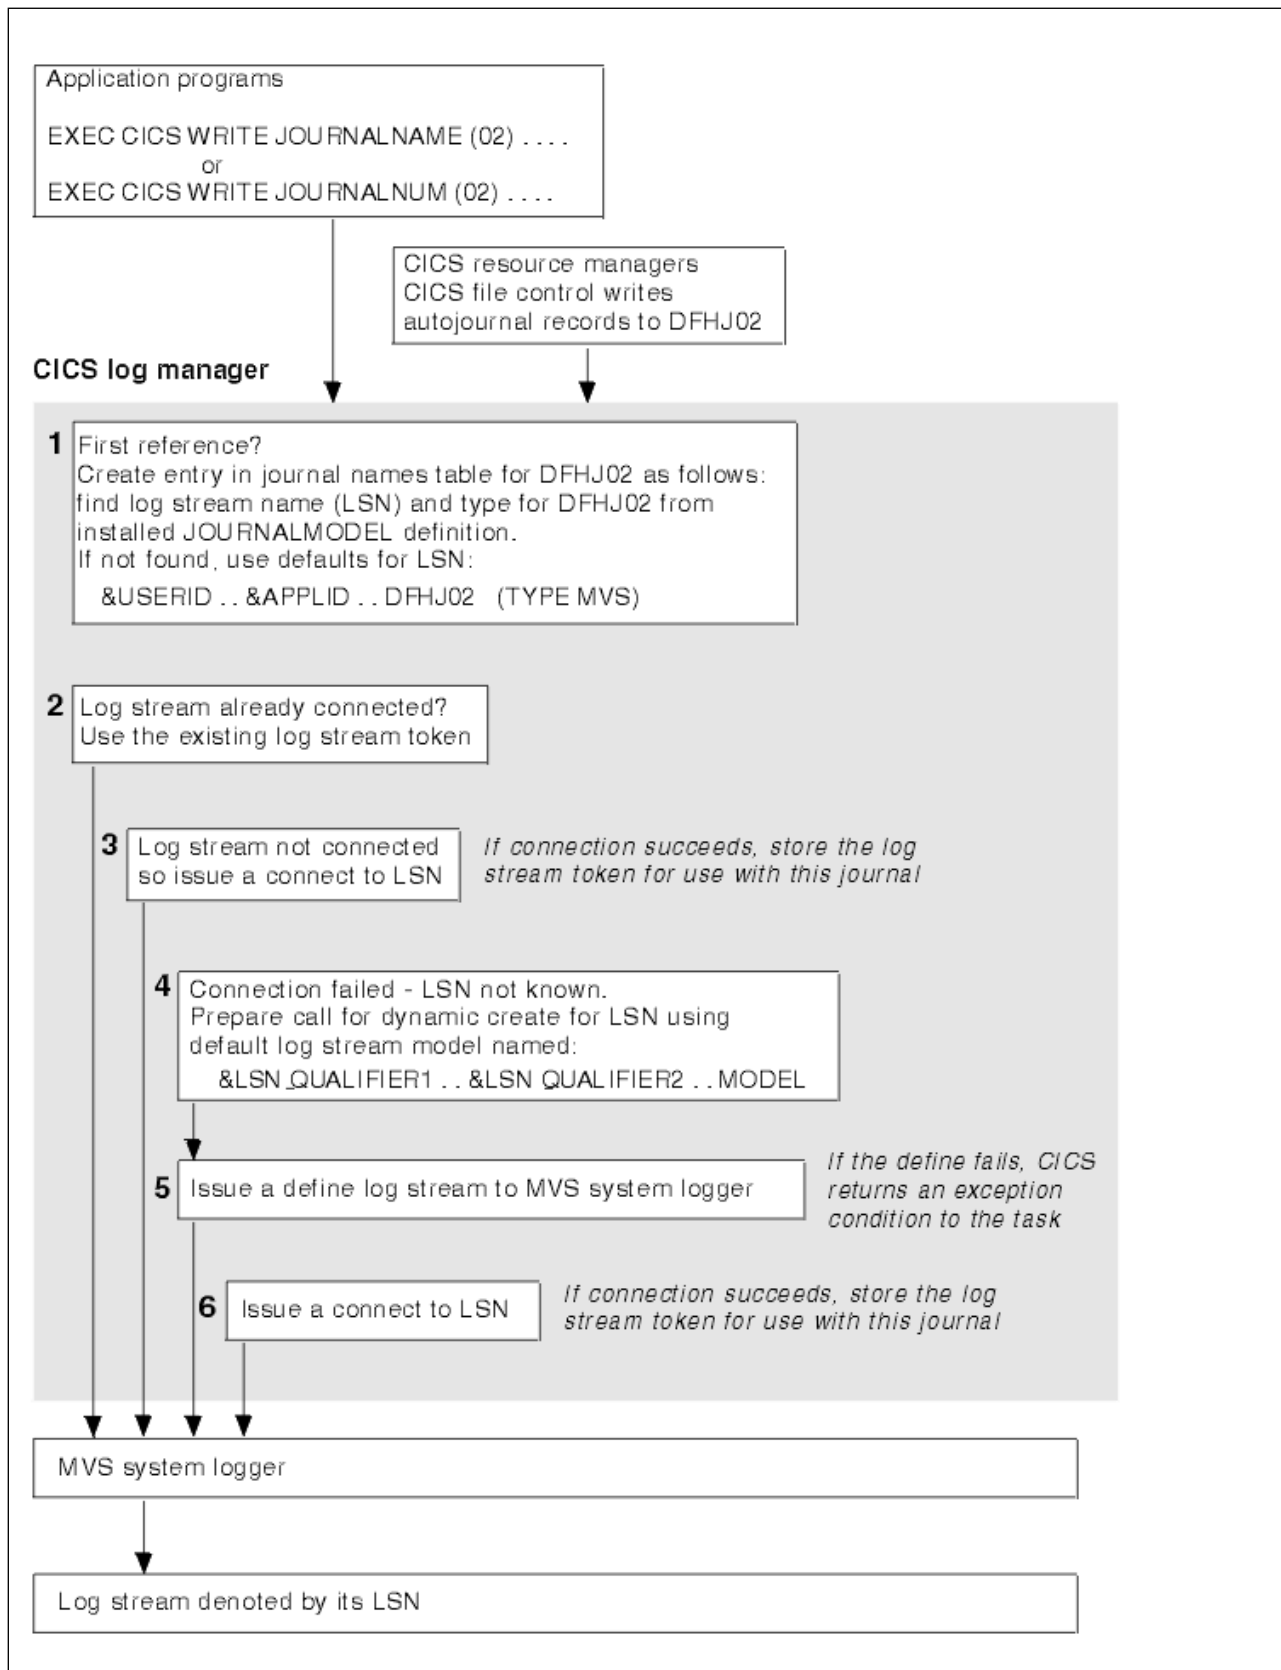 Application programs
EXEC CICS WRITE JOURNALNAME (02) . . . .
or
EXEC CICS WRITE JOURNALNUM (02) . . . .
CICS resource managers
CICS file control writes
autojournal records to DFHJ02
CICS log manager
1
First reference?
Create entry in journal names table for DFHJ02 as follows:
find log stream name (LSN) and type for DFHJ02 from
installed JOURNALMODEL definition.
If not found, use defaults for LSN:
&USERID . . &APPLID . . DFHJ02 (TYPE MVS)
2
Log stream already connected?
Use the existing log stream token
3
Log stream not connected
so issue a connect to LSN
If connection succeeds, store the log
stream token for use with this journal
4
Connection failed - LSN not known.
Prepare call for dynamic create for LSN using
default log stream model named:
&LSN_QUALIFIER1 . . &LSN QUALIFIER2 . . MODEL
5
Issue a define log stream to MVS system logger
If the define fails, CICS
returns an exception
condition to the task
6
Issue a connect to LSN
If connection succeeds, store the log
stream token for use with this journal
MVS system logger
Log stream denoted by its LSN